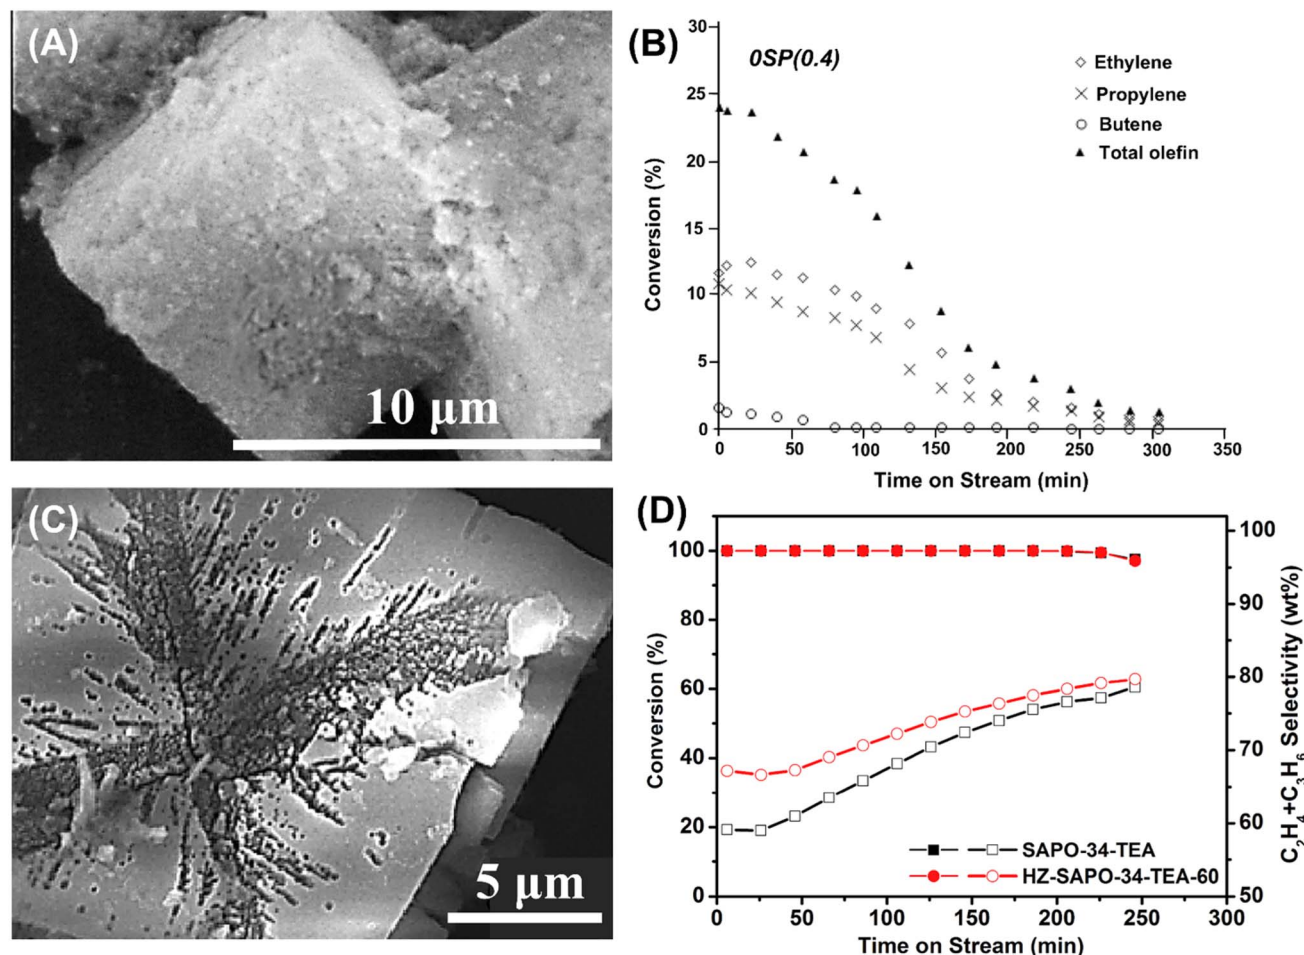 (A)
10 μm
(B)
0SP(0.4)
Ethylene
Propylene
Butene
Total olefin
30
25
20
15
10
5
0
Conversion (%)
0 50 100 150 200 250 300 350
Time on Stream (min)
(C)
5 μm
(D)
100
80
60
40
20
0
Conversion (%)
100
90
80
70
60
50
C₂H₄+C₃H₆ Selectivity (wt%)
SAPO-34-TEA
HZ-SAPO-34-TEA-60
0 50 100 150 200 250 300
Time on Stream (min)